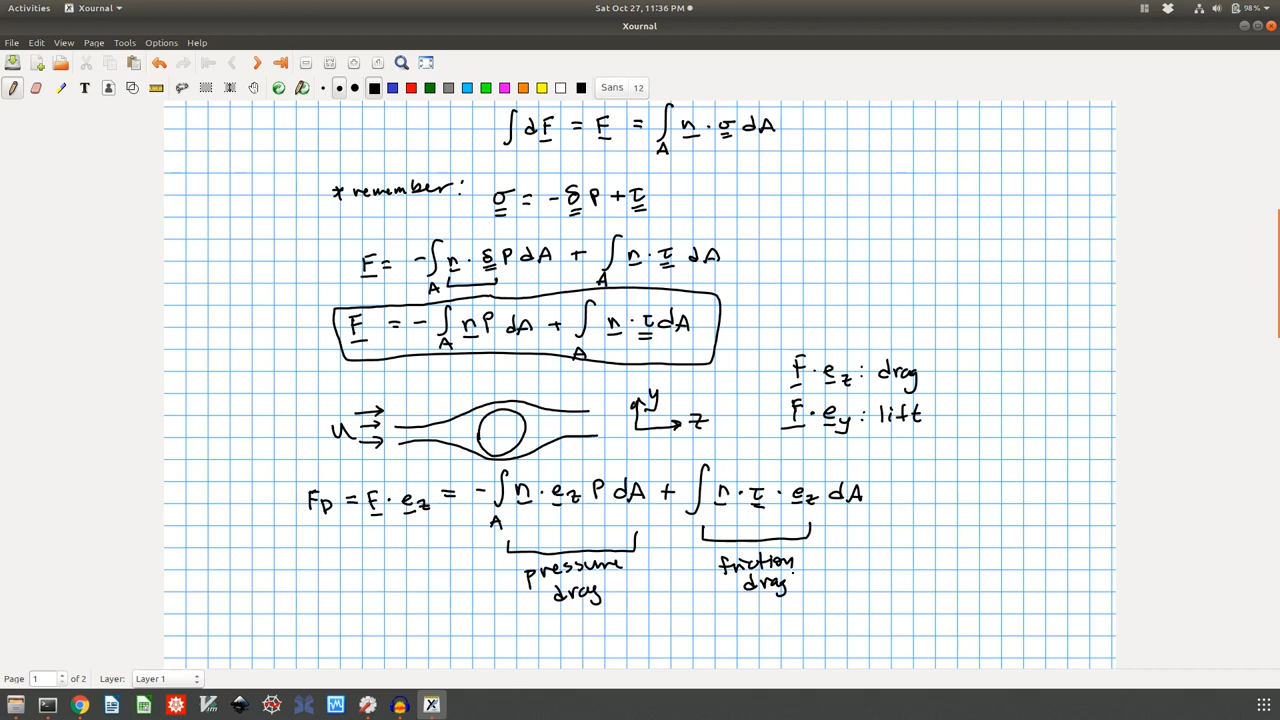 Activities Xournal Sat Oct 27, 11:36 PM 98%
Xournal
File Edit View Page Tools Options Help
Sans 12
∫ dF = F = ∫_A n · σ dA
* remember: σ = -δ P + τ
F = -∫_A n · δ P dA + ∫_A n · τ dA
F = -∫_A n P dA + ∫_A n · τ dA
F · e_z : drag
F · e_y : lift
u y z
F_D = F · e_z = -∫_A n · e_z P dA + ∫ n · τ · e_z dA
pressure drag
friction drag
Page 1 of 2 Layer: Layer 1